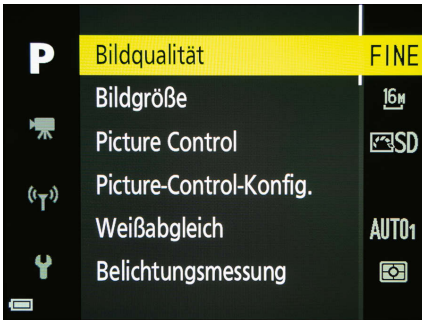 P
Bildqualität FINE
Bildgröße 16M
Picture Control SD
Picture-Control-Konfig.
Weißabgleich AUTO1
Belichtungsmessung